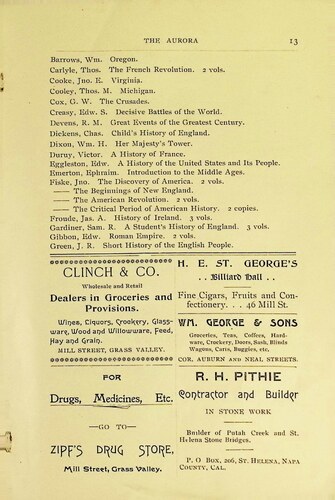 THE AURORA 13
Barrows, Wm. Oregon.
Carlyle, Thos. The French Revolution. 2 vols.
Cooke, Jno. E. Virginia.
Cooley, Thos. M. Michigan.
Cox, G. W. The Crusades.
Creasy, Edw. S. Decisive Battles of the World.
Devens, R. M. Great Events of the Greatest Century.
Dickens, Chas. Child's History of England.
Dixon, Wm. H. Her Majesty's Tower.
Duruy, Victor. A History of France.
Eggleston, Edw. A History of the United States and Its People.
Emerton, Ephraim. Introduction to the Middle Ages.
Fiske, Jno. The Discovery of America. 2 vols.
—— The Beginnings of New England.
—— The American Revolution. 2 vols.
—— The Critical Period of American History. 2 copies.
Froude, Jas. A. History of Ireland. 3 vols.
Gardiner, Sam R. A Student's History of England. 3 vols.
Gibbon, Edw. Roman Empire. 2 vols.
Green, J. R. Short History of the English People.
CLINCH & CO.
Wholesale and Retail
Dealers in Groceries and
Provisions.
Wines, Liquors, Crockery, Glass-
ware, Wood and Willowware, Feed,
Hay and Grain.
MILL STREET, GRASS VALLEY.
H. E. ST. GEORGE'S
. . Billiard Hall . .
Fine Cigars, Fruits and Con-
fectionery. . . 46 Mill St.
WM. GEORGE & SONS
Groceries, Teas, Coffees, Hard-
ware, Crockery, Doors, Sash, Blinds
Wagons, Carts, Buggies, etc.
COR. AUBURN AND NEAL STREETS.
FOR
Drugs, Medicines, Etc.
—GO TO—
ZIPF'S DRUG STORE,
Mill Street, Grass Valley.
R. H. PITHIE
Contractor and Builder
IN STONE WORK
Builder of Putah Creek and St.
Helena Stone Bridges.
P. O Box, 206, ST. HELENA, NAPA
COUNTY, CAL.